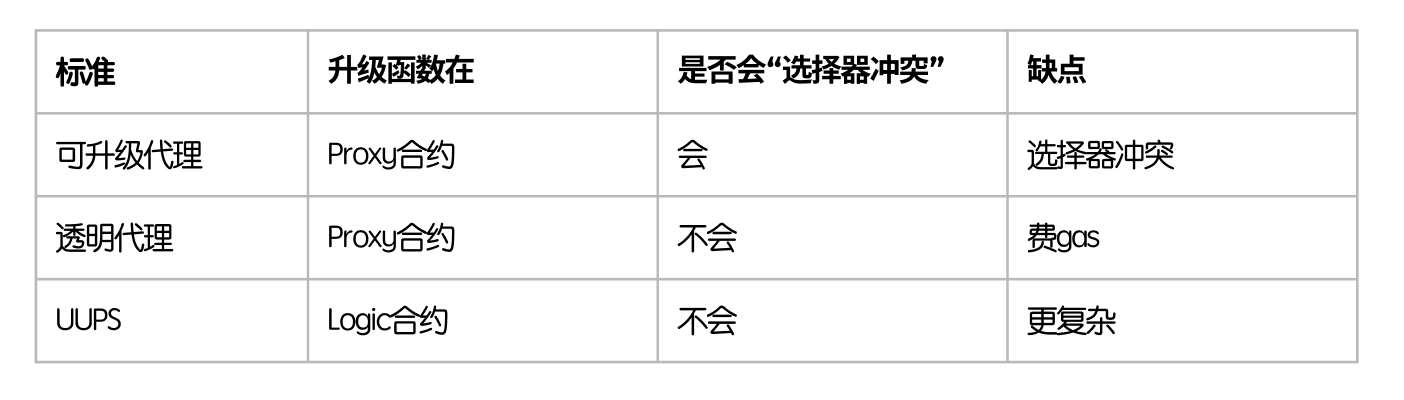 标准 升级函数在 是否会“选择器冲突” 缺点
可升级代理 Proxy合约 会 选择器冲突
透明代理 Proxy合约 不会 费gas
UUPS Logic合约 不会 更复杂